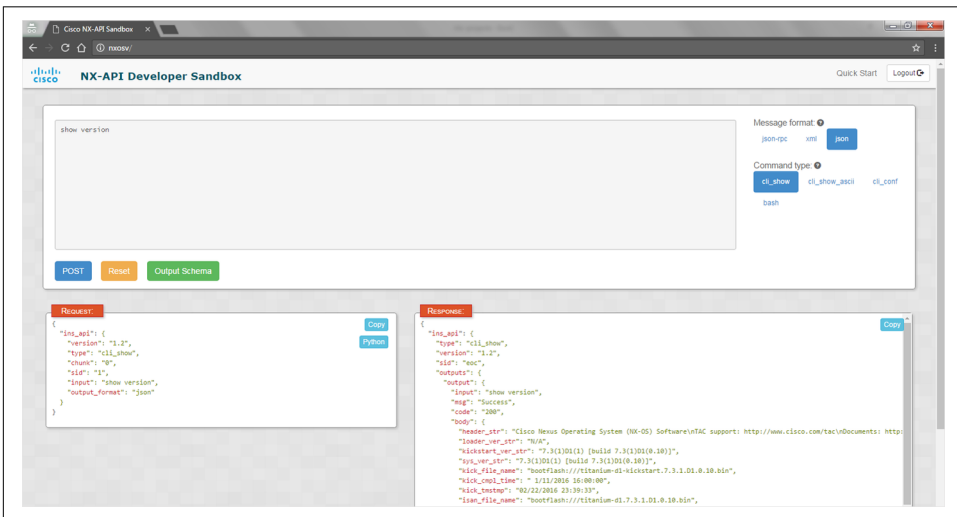 Cisco NX-API Sandbox
nxosv/
cisco
NX-API Developer Sandbox
Quick Start
Logout
show version
Message format:
json-rpc xml json
Command type:
cli_show cli_show_ascii cli_conf
bash
POST Reset Output Schema
REQUEST:
Copy
Python
{
"ins_api": {
"version": "1.2",
"type": "cli_show",
"chunk": "0",
"sid": "1",
"input": "show version",
"output_format": "json"
}
}
RESPONSE:
Copy
{
"ins_api": {
"type": "cli_show",
"version": "1.2",
"sid": "eoc",
"outputs": {
"output": {
"input": "show version",
"msg": "Success",
"code": "200",
"body": {
"header_str": "Cisco Nexus Operating System (NX-OS) Software\nTAC support: http://www.cisco.com/tac\nDocuments: http:
"loader_ver_str": "N/A",
"kickstart_ver_str": "7.3(1)D1(1) [build 7.3(1)D1(0.10)]",
"sys_ver_str": "7.3(1)D1(1) [build 7.3(1)D1(0.10)]",
"kick_file_name": "bootflash:///titanium-d1-kickstart.7.3.1.D1.0.10.bin",
"kick_cmpl_time": " 1/11/2016 16:00:00",
"kick_tmstmp": "02/22/2016 23:39:33",
"isan_file_name": "bootflash:///titanium-d1.7.3.1.D1.0.10.bin",